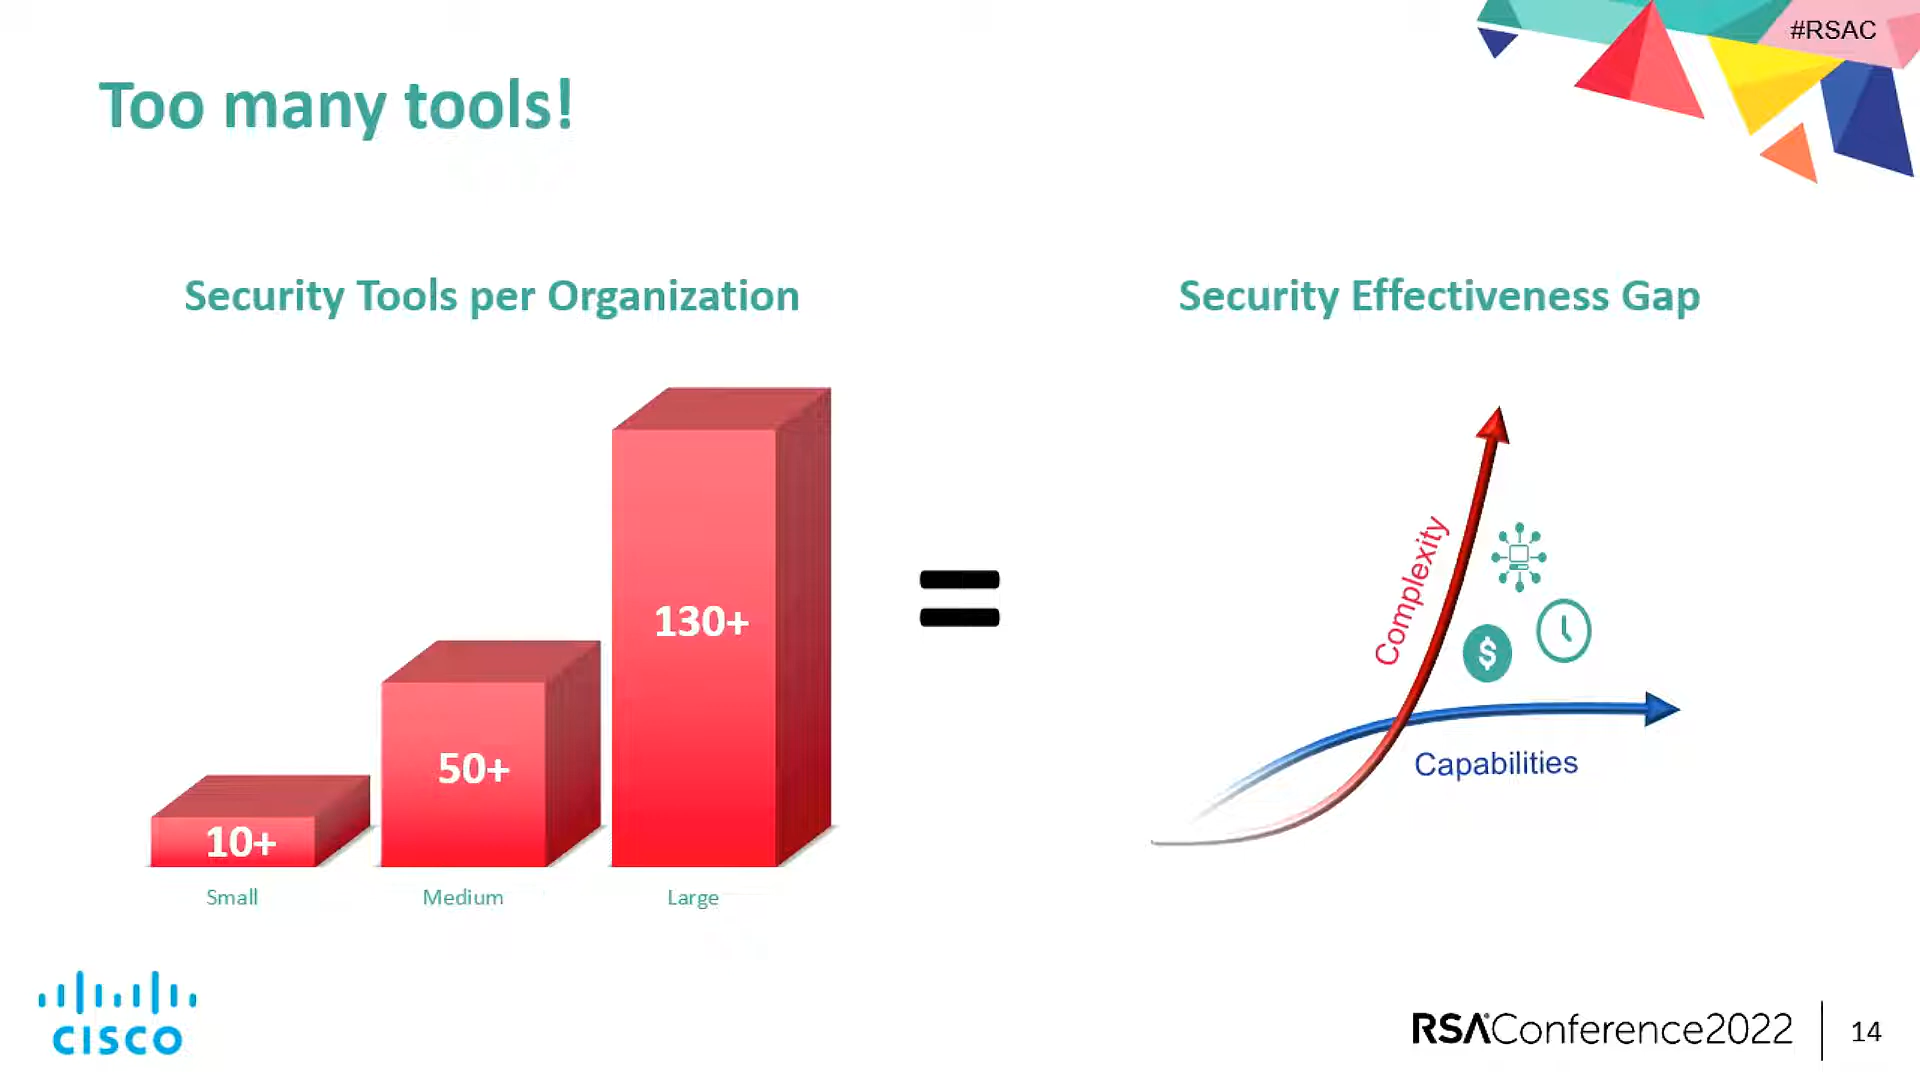 #RSAC
Too many tools!
Security Tools per Organization
Security Effectiveness Gap
130+
50+
10+
Small
Medium
Large
Complexity
$
Capabilities
CISCO
RSAConference2022
14